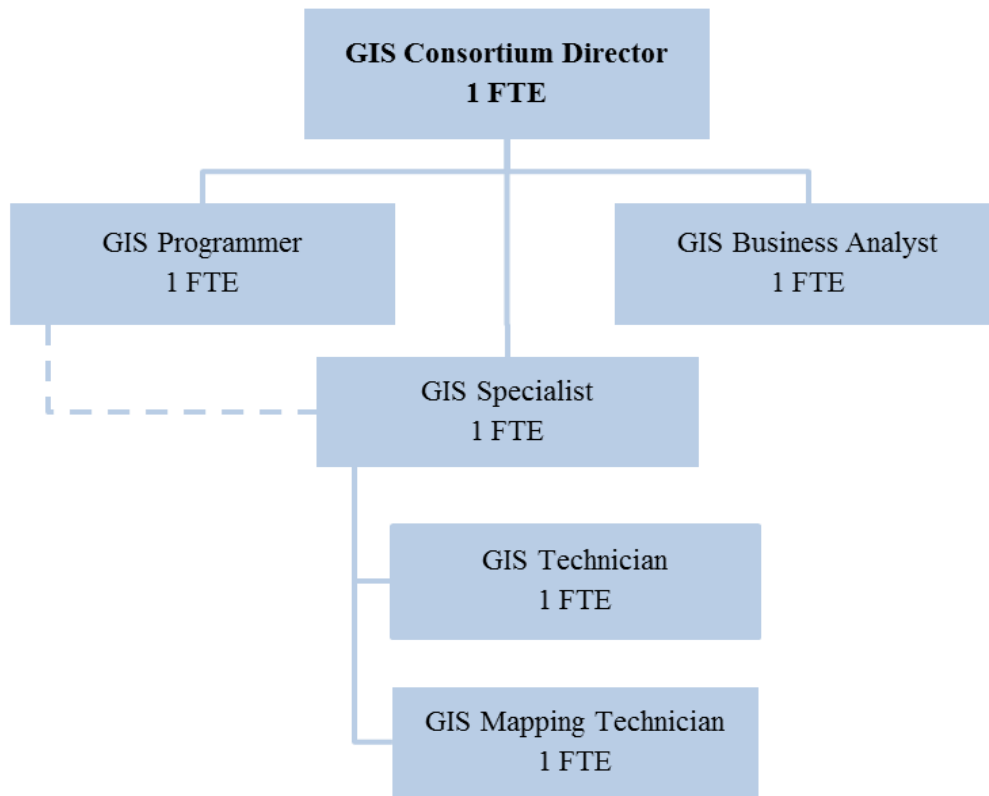 GIS Consortium Director
1 FTE
GIS Programmer
1 FTE
GIS Business Analyst
1 FTE
GIS Specialist
1 FTE
GIS Technician
1 FTE
GIS Mapping Technician
1 FTE